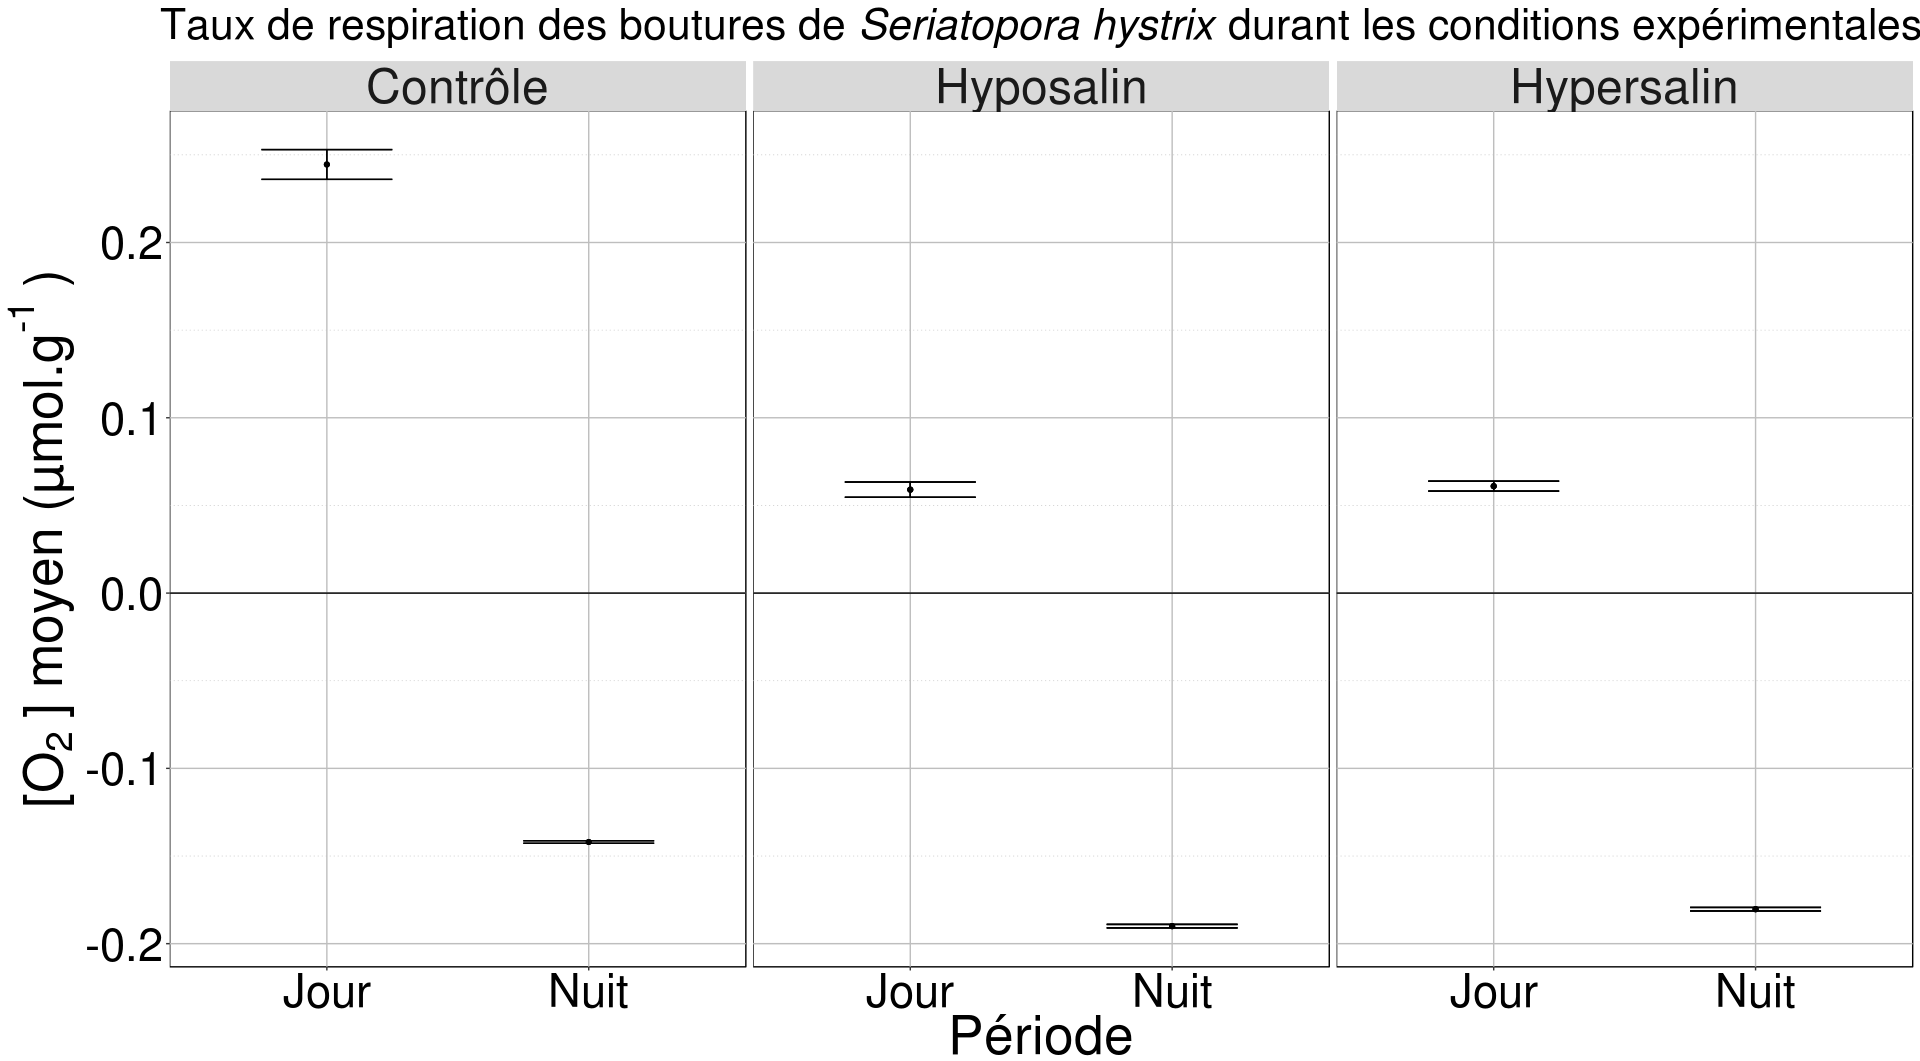 Taux de respiration des boutures de Seriatopora hystrix durant les conditions expérimentales
Contrôle Hyposalin Hypersalin
[O2 ] moyen (µmol.g-1 )
0.2
0.1
0.0
-0.1
-0.2
Jour Nuit Jour Nuit Jour Nuit
Période